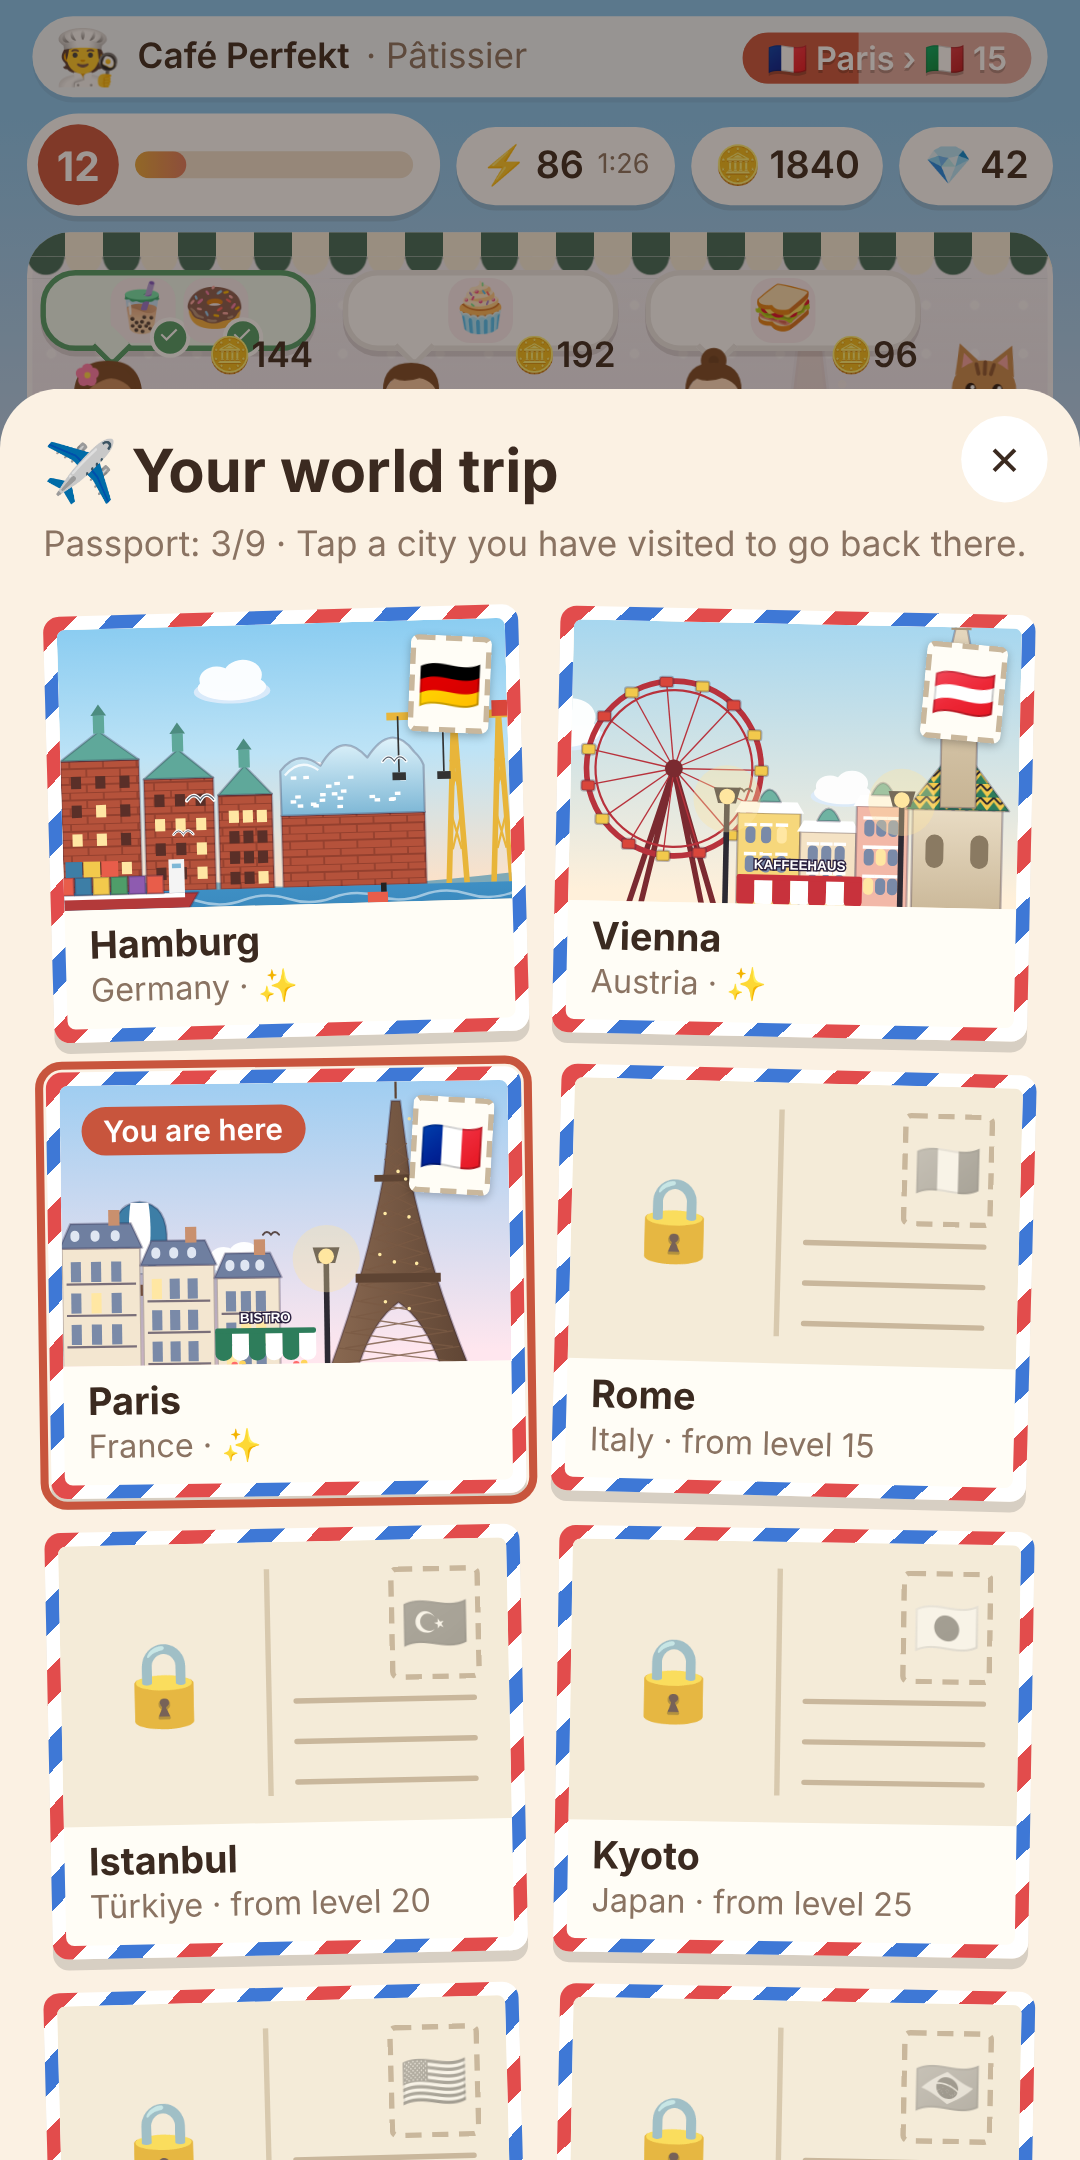 Café Perfekt · Pâtissier
Paris › 15
12
86 1:26
1840
42
144
192
96
Your world trip
Passport: 3/9 · Tap a city you have visited to go back there.
Hamburg
Germany ·
KAFFEEHAUS
Vienna
Austria ·
You are here
BISTRO
Paris
France ·
Rome
Italy · from level 15
Istanbul
Türkiye · from level 20
Kyoto
Japan · from level 25